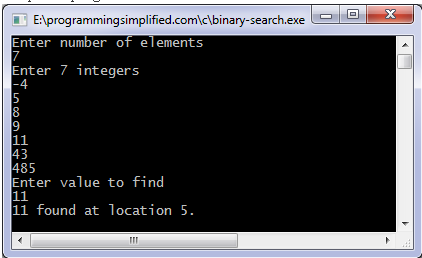 E:\programmingsimplified.com\c\binary-search.exe
Enter number of elements
7
Enter 7 integers
-4
5
8
9
11
43
485
Enter value to find
11
11 found at location 5.